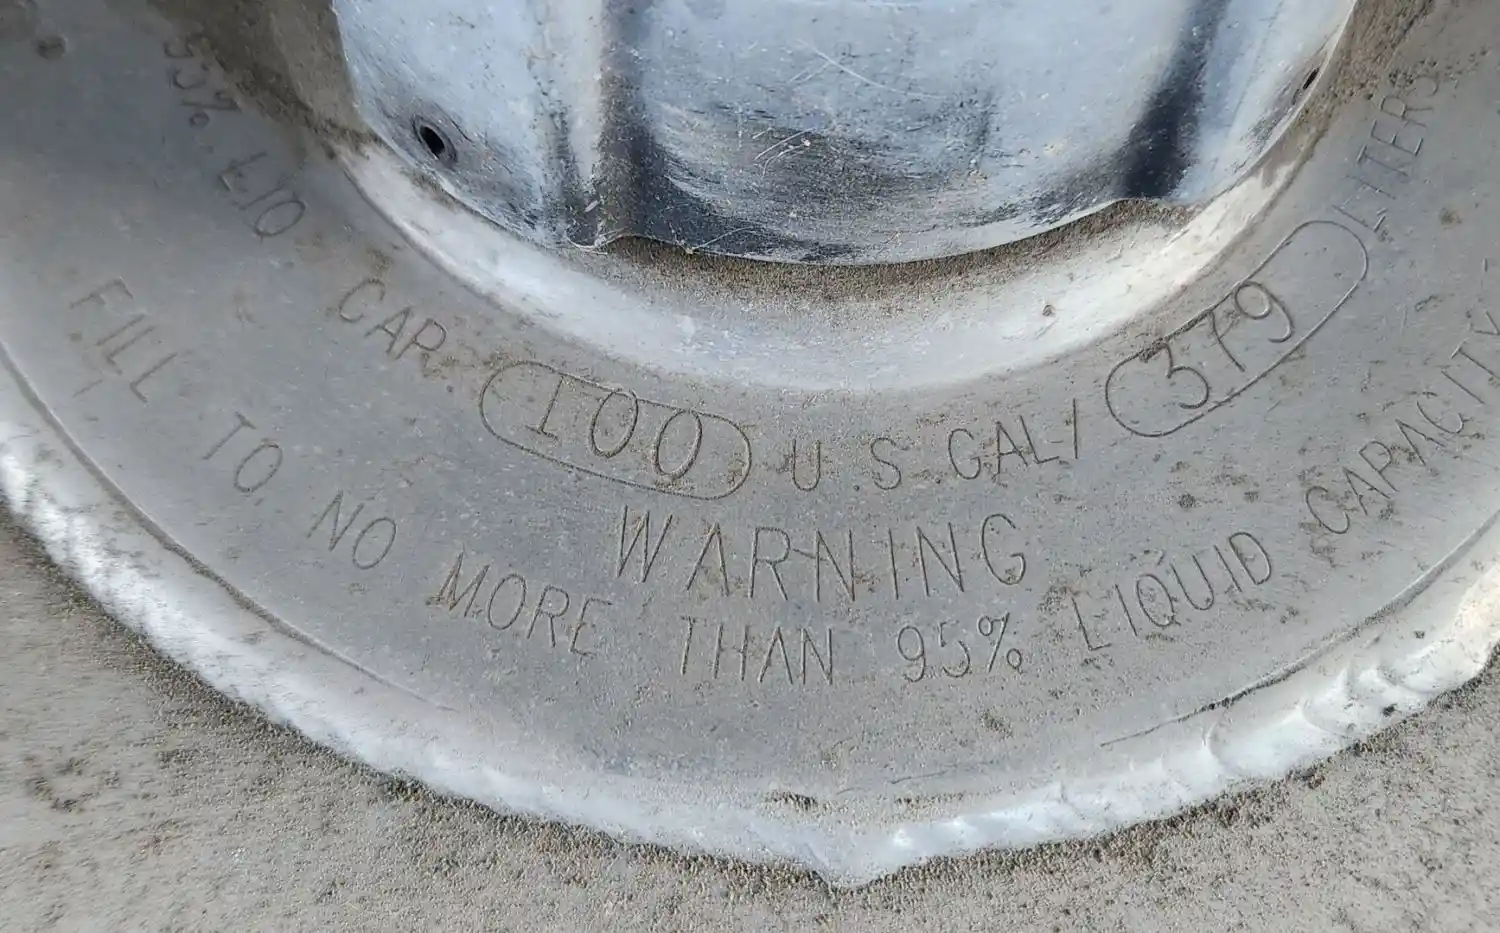 95% LIQ CAP. 100 U.S. GAL/ 379 LITERS
WARNING
FILL TO NO MORE THAN 95% LIQUID CAPACITY